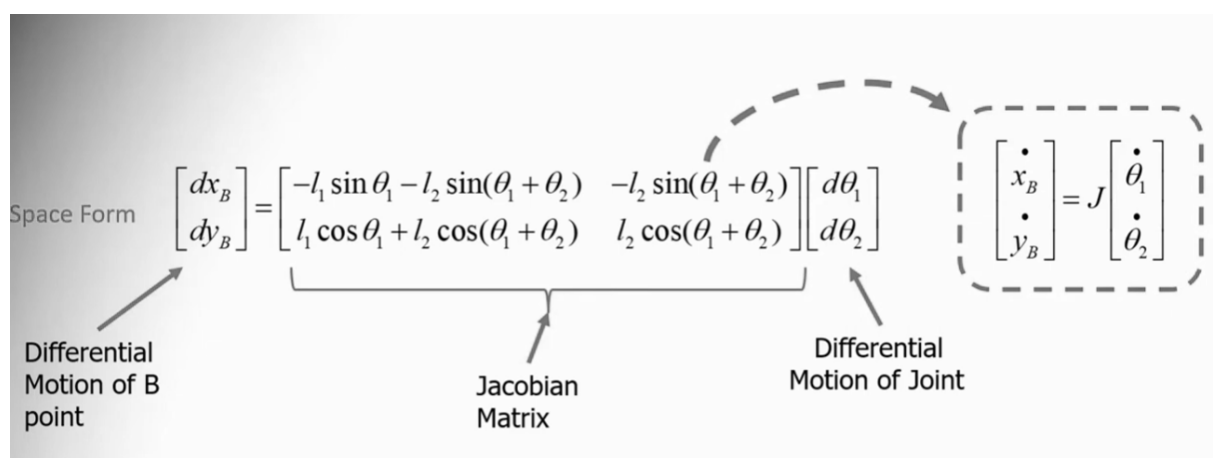 Space Form
[dx_B; dy_B] = [−l₁ sin θ₁ − l₂ sin(θ₁ + θ₂)  −l₂ sin(θ₁ + θ₂); l₁ cos θ₁ + l₂ cos(θ₁ + θ₂)  l₂ cos(θ₁ + θ₂)] [dθ₁; dθ₂]
[ẋ_B; ẏ_B] = J [θ̇₁; θ̇₂]
Differential
Motion of B
point
Jacobian
Matrix
Differential
Motion of Joint